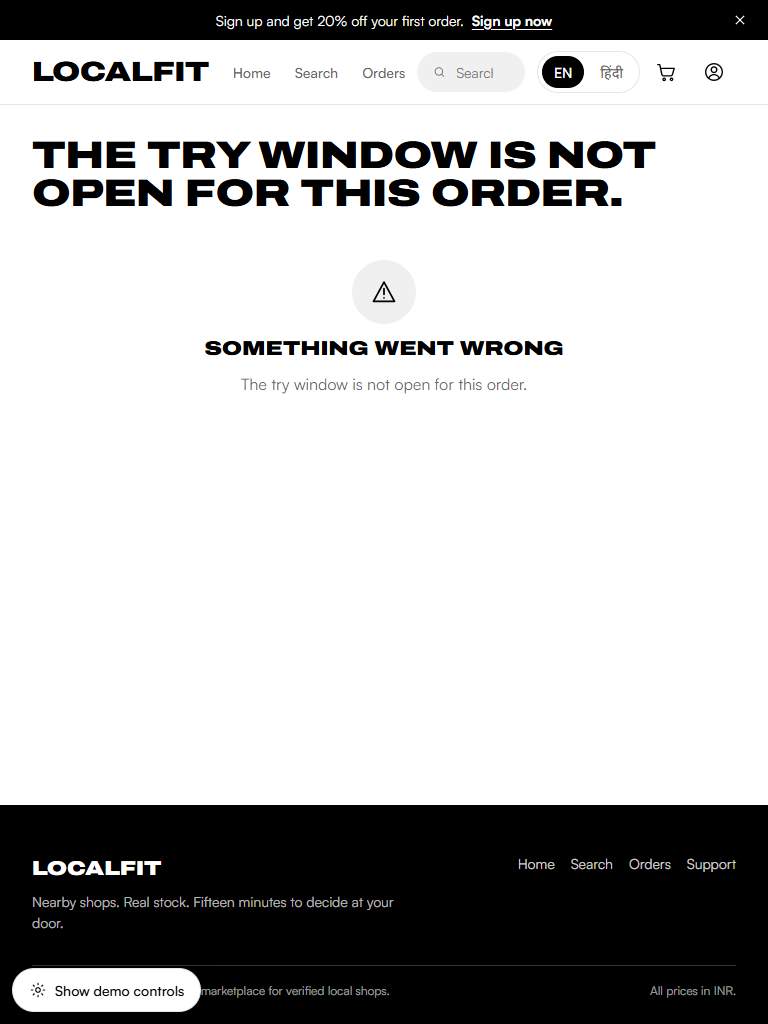 Sign up and get 20% off your first order. Sign up now
LOCALFIT Home Search Orders Search EN हिंदी
THE TRY WINDOW IS NOT
OPEN FOR THIS ORDER.
SOMETHING WENT WRONG
The try window is not open for this order.
LOCALFIT
Home Search Orders Support
Nearby shops. Real stock. Fifteen minutes to decide at your
door.
Show demo controls
marketplace for verified local shops.
All prices in INR.